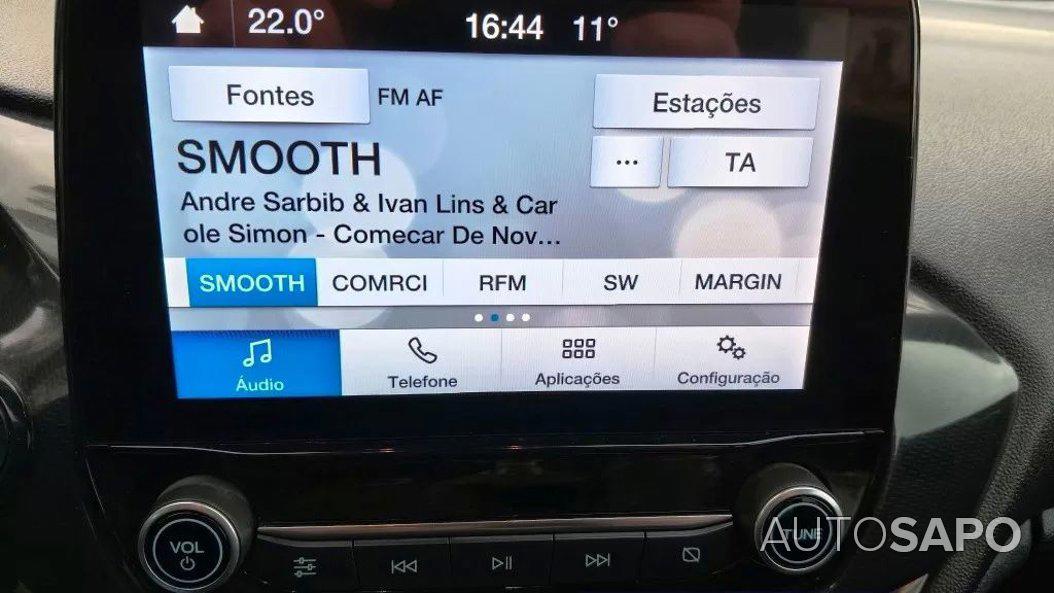 22.0° 16:44 11°
Fontes FM AF Estações
SMOOTH ... TA
Andre Sarbib & Ivan Lins & Car
ole Simon - Comecar De Nov...
SMOOTH COMRCI RFM SW MARGIN
Áudio Telefone Aplicações Configuração
VOL TUNE
AUTOSAPO